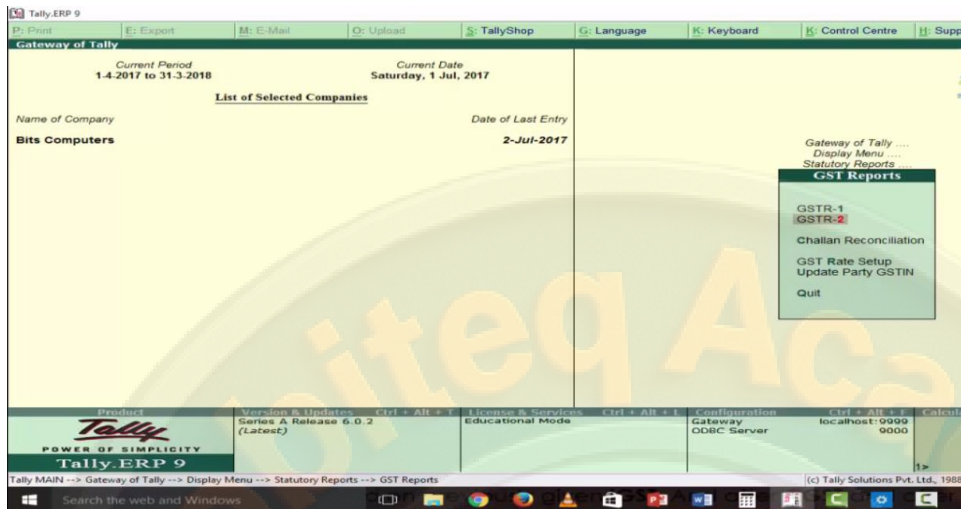 Tally.ERP 9
P: Print E: Export M: E-Mail O: Upload S: TallyShop G: Language K: Keyboard K: Control Centre H: Supp
Gateway of Tally
Current Period Current Date
1-4-2017 to 31-3-2018 Saturday, 1 Jul, 2017
List of Selected Companies
Name of Company Date of Last Entry
Bits Computers 2-Jul-2017
Gateway of Tally ....
Display Menu ....
Statutory Reports ....
GST Reports
GSTR-1
GSTR-2
Challan Reconciliation
GST Rate Setup
Update Party GSTIN
Quit
biteq Aca
Product Version & Updates Ctrl + Alt + T License & Services Ctrl + Alt + L Configuration Ctrl + Alt + F Calcul
Tally Series A Release 6.0.2 Educational Mode Gateway localhost:9999
(Latest) ODBC Server 9000
POWER OF SIMPLICITY
Tally.ERP 9
1>
Tally MAIN --> Gateway of Tally --> Display Menu --> Statutory Reports --> GST Reports (c) Tally Solutions Pvt. Ltd., 1988
Search the web and Windows